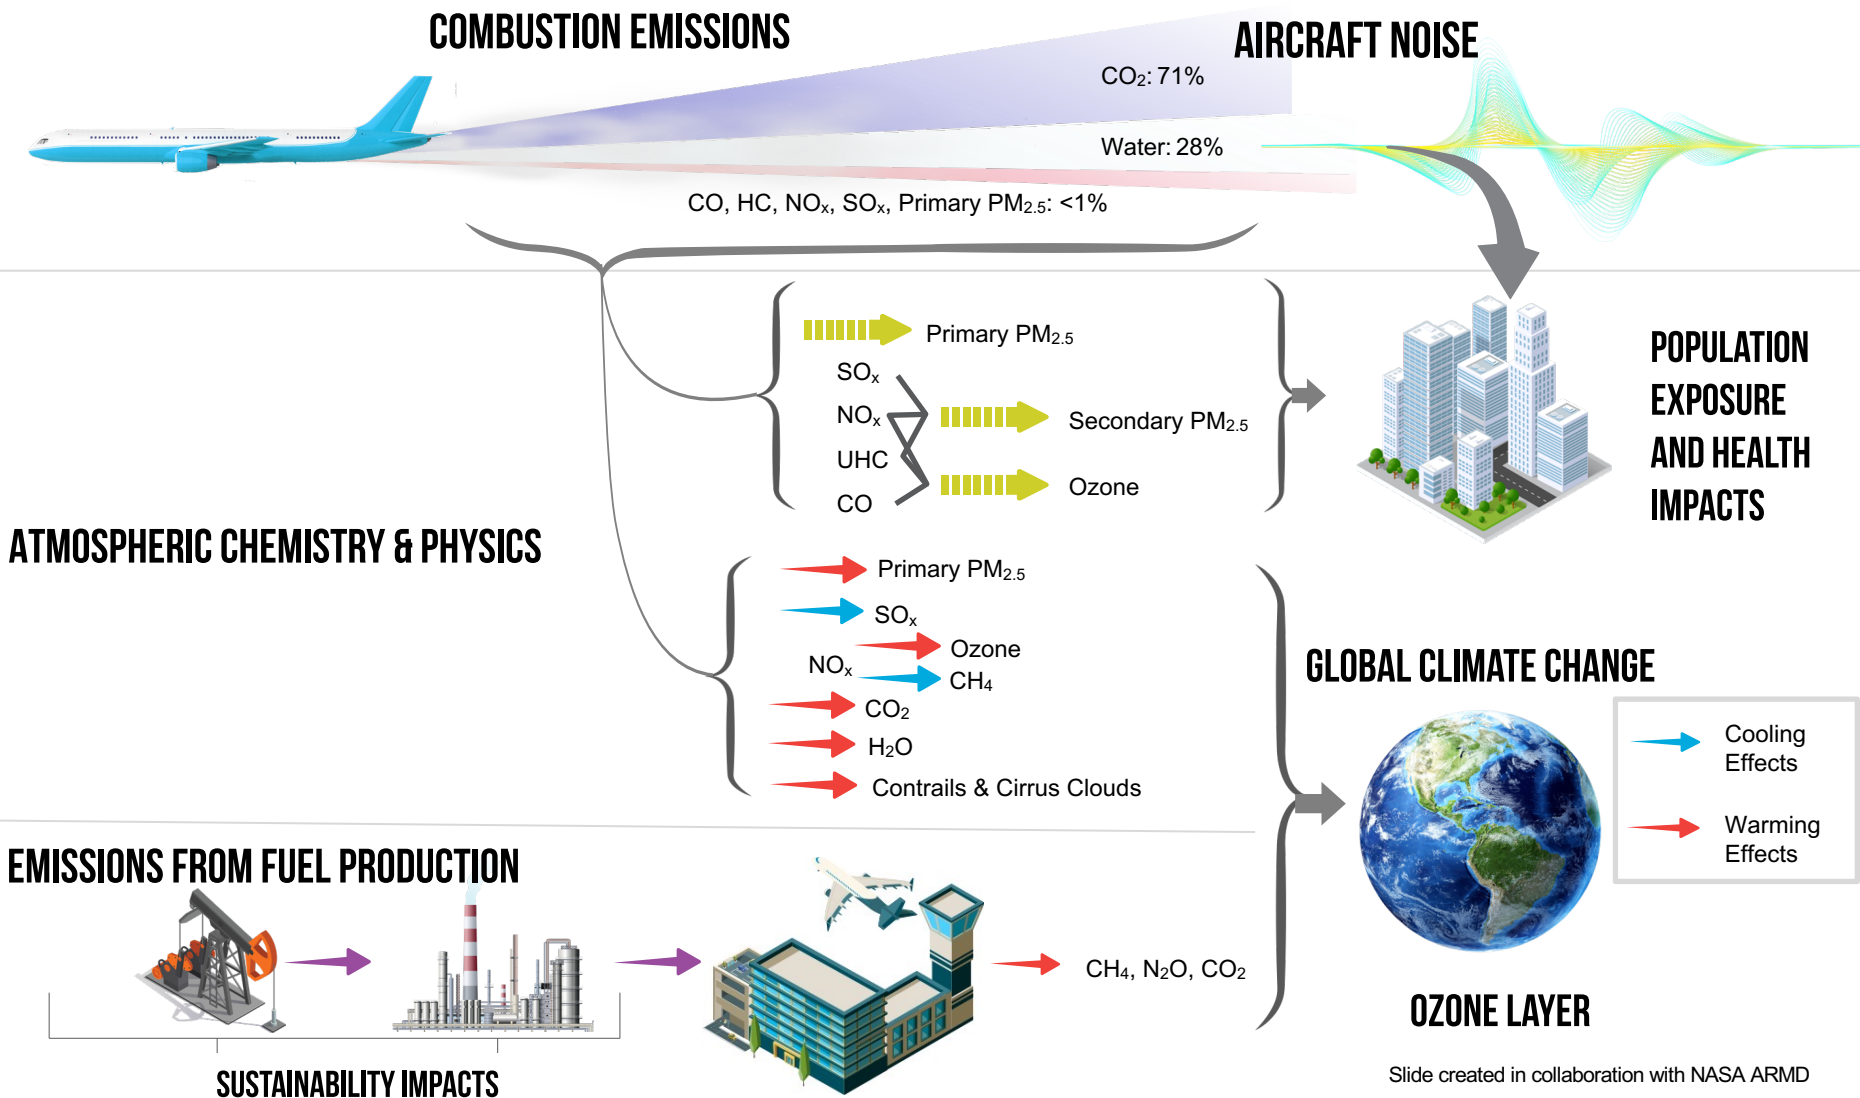 COMBUSTION EMISSIONS
AIRCRAFT NOISE
CO₂: 71%
Water: 28%
CO, HC, NOₓ, SOₓ, Primary PM₂.₅: <1%
Primary PM₂.₅
SOₓ
NOₓ
UHC
CO
Secondary PM₂.₅
Ozone
POPULATION
EXPOSURE
AND HEALTH
IMPACTS
ATMOSPHERIC CHEMISTRY & PHYSICS
Primary PM₂.₅
SOₓ
NOₓ
Ozone
CH₄
CO₂
H₂O
Contrails & Cirrus Clouds
GLOBAL CLIMATE CHANGE
Cooling
Effects
Warming
Effects
EMISSIONS FROM FUEL PRODUCTION
CH₄, N₂O, CO₂
OZONE LAYER
SUSTAINABILITY IMPACTS
Slide created in collaboration with NASA ARMD